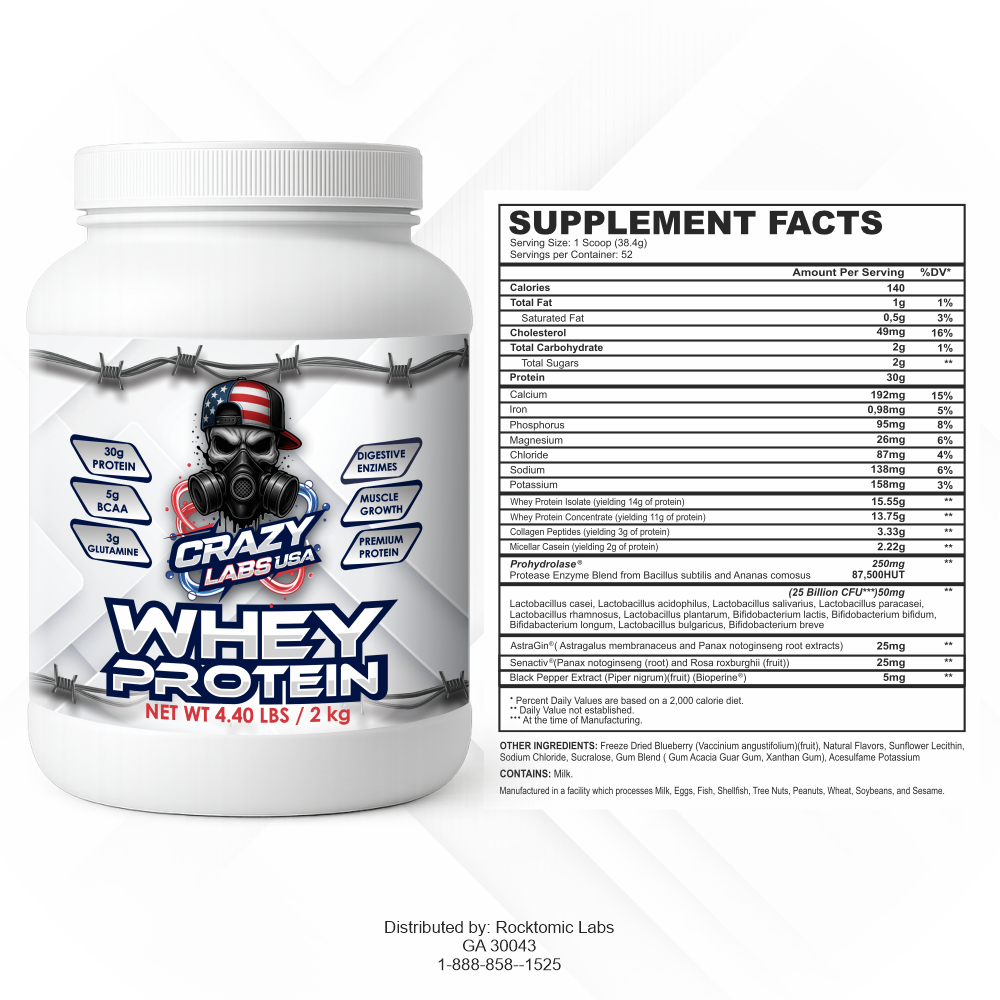 30g
PROTEIN
5g
BCAA
3g
GLUTAMINE
DIGESTIVE
ENZIMES
MUSCLE
GROWTH
PREMIUM
PROTEIN
CRAZY
LABS USA
WHEY
PROTEIN
NET WT 4.40 LBS / 2 kg
SUPPLEMENT FACTS
Serving Size: 1 Scoop (38.4g)
Servings per Container: 52
Amount Per Serving %DV*
Calories 140
Total Fat 1g 1%
Saturated Fat 0,5g 3%
Cholesterol 49mg 16%
Total Carbohydrate 2g 1%
Total Sugars 2g **
Protein 30g
Calcium 192mg 15%
Iron 0,98mg 5%
Phosphorus 95mg 8%
Magnesium 26mg 6%
Chloride 87mg 4%
Sodium 138mg 6%
Potassium 158mg 3%
Whey Protein Isolate (yielding 14g of protein) 15.55g **
Whey Protein Concentrate (yielding 11g of protein) 13.75g **
Collagen Peptides (yielding 3g of protein) 3.33g **
Micellar Casein (yielding 2g of protein) 2.22g **
Prohydrolase® 250mg **
Protease Enzyme Blend from Bacillus subtilis and Ananas comosus 87,500HUT
(25 Billion CFU***)50mg **
Lactobacillus casei, Lactobacillus acidophilus, Lactobacillus salivarius, Lactobacillus paracasei,
Lactobacillus rhamnosus, Lactobacillus plantarum, Bifidobacterium lactis, Bifidobacterium bifidum,
Bifidabacterium longum, Lactobacillus bulgaricus, Bifidobacterium breve
AstraGin®( Astragalus membranaceus and Panax notoginseng root extracts) 25mg **
Senactiv®(Panax notoginseng (root) and Rosa roxburghii (fruit)) 25mg **
Black Pepper Extract (Piper nigrum)(fruit) (Bioperine®) 5mg **
* Percent Daily Values are based on a 2,000 calorie diet.
** Daily Value not established.
*** At the time of Manufacturing.
OTHER INGREDIENTS: Freeze Dried Blueberry (Vaccinium angustifolium)(fruit), Natural Flavors, Sunflower Lecithin,
Sodium Chloride, Sucralose, Gum Blend ( Gum Acacia Guar Gum, Xanthan Gum), Acesulfame Potassium
CONTAINS: Milk.
Manufactured in a facility which processes Milk, Eggs, Fish, Shellfish, Tree Nuts, Peanuts, Wheat, Soybeans, and Sesame.
Distributed by: Rocktomic Labs
GA 30043
1-888-858--1525